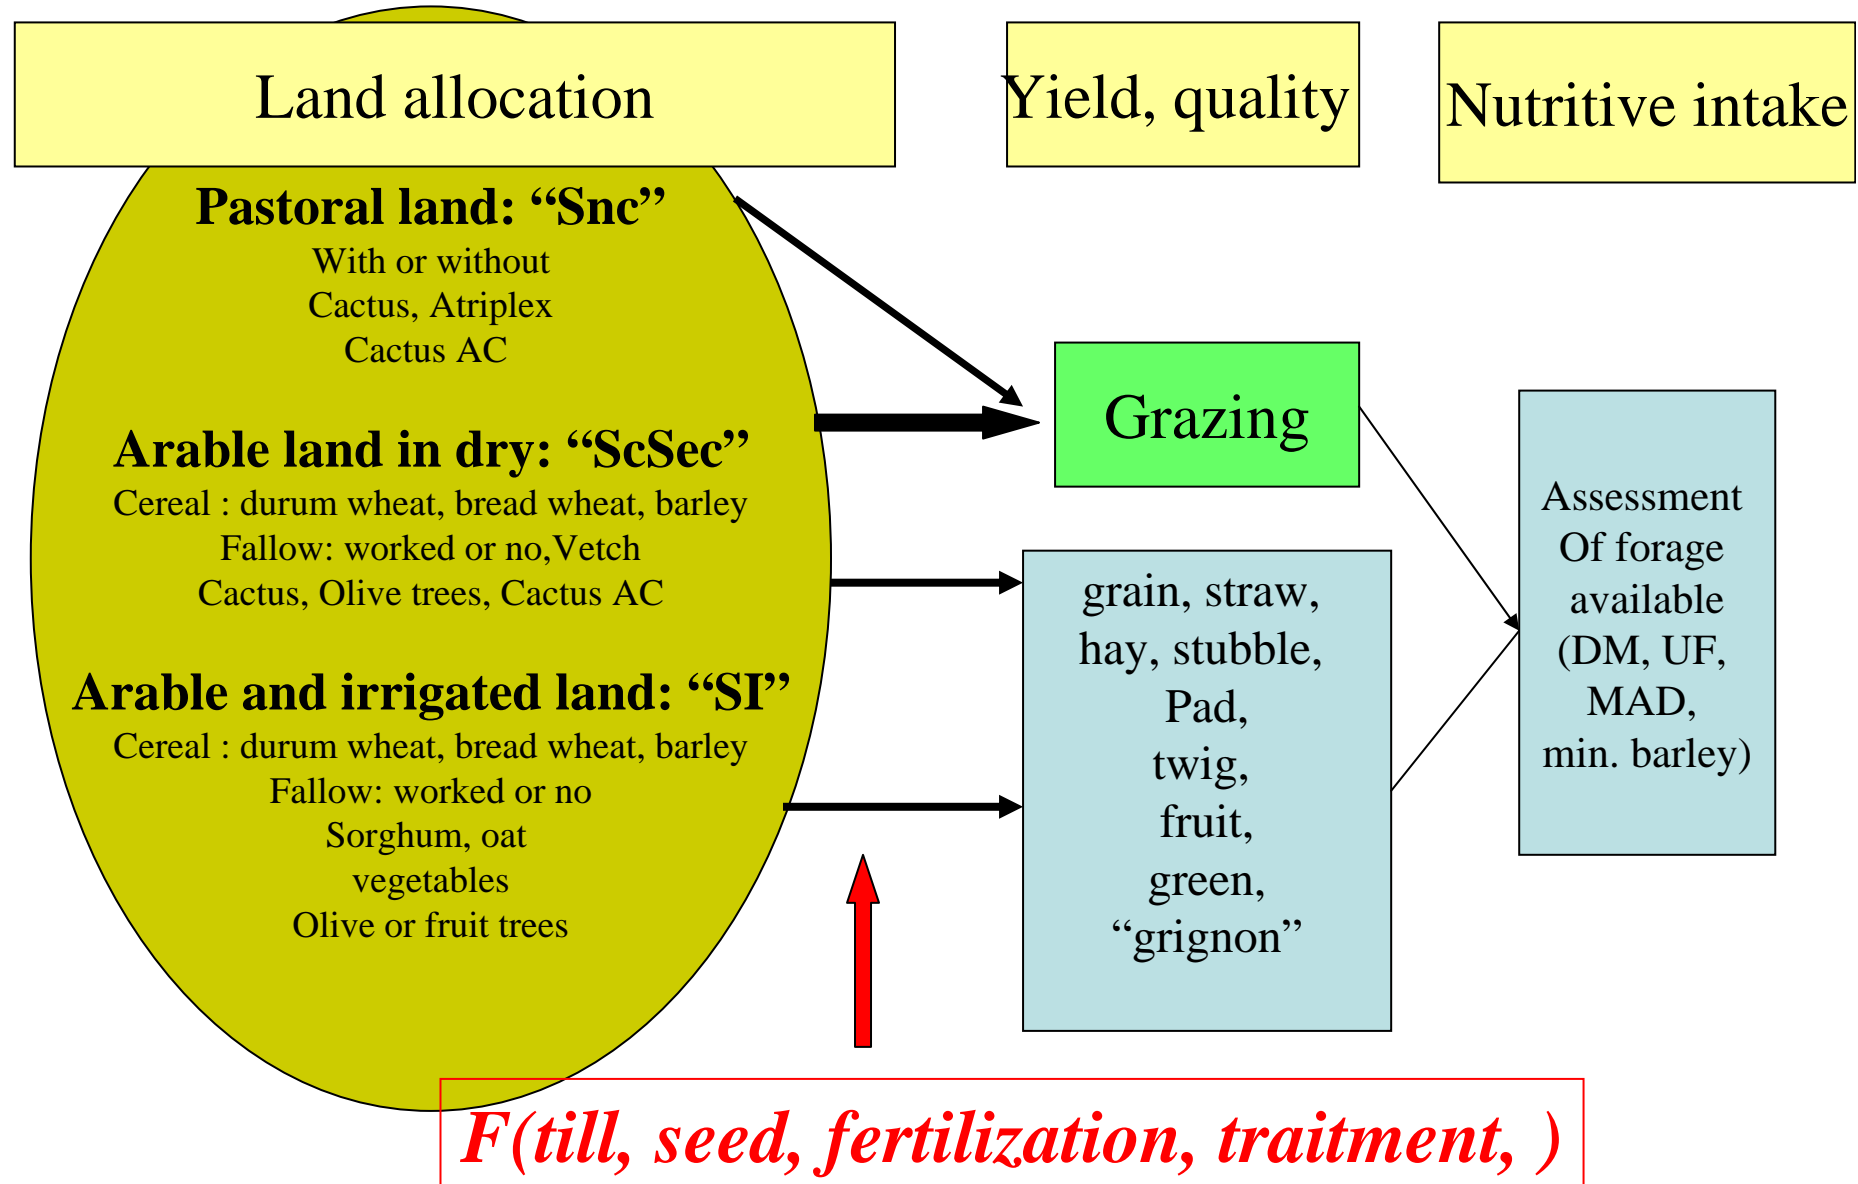 Land allocation
Yield, quality
Nutritive intake
Pastoral land: “Snc”
With or without
Cactus, Atriplex
Cactus AC
Arable land in dry: “ScSec”
Cereal : durum wheat, bread wheat, barley
Fallow: worked or no,Vetch
Cactus, Olive trees, Cactus AC
Arable and irrigated land: “SI”
Cereal : durum wheat, bread wheat, barley
Fallow: worked or no
Sorghum, oat
vegetables
Olive or fruit trees
Grazing
grain, straw,
hay, stubble,
Pad,
twig,
fruit,
green,
“grignon”
Assessment
Of forage
available
(DM, UF,
MAD,
min. barley)
F(till, seed, fertilization, traitment, )